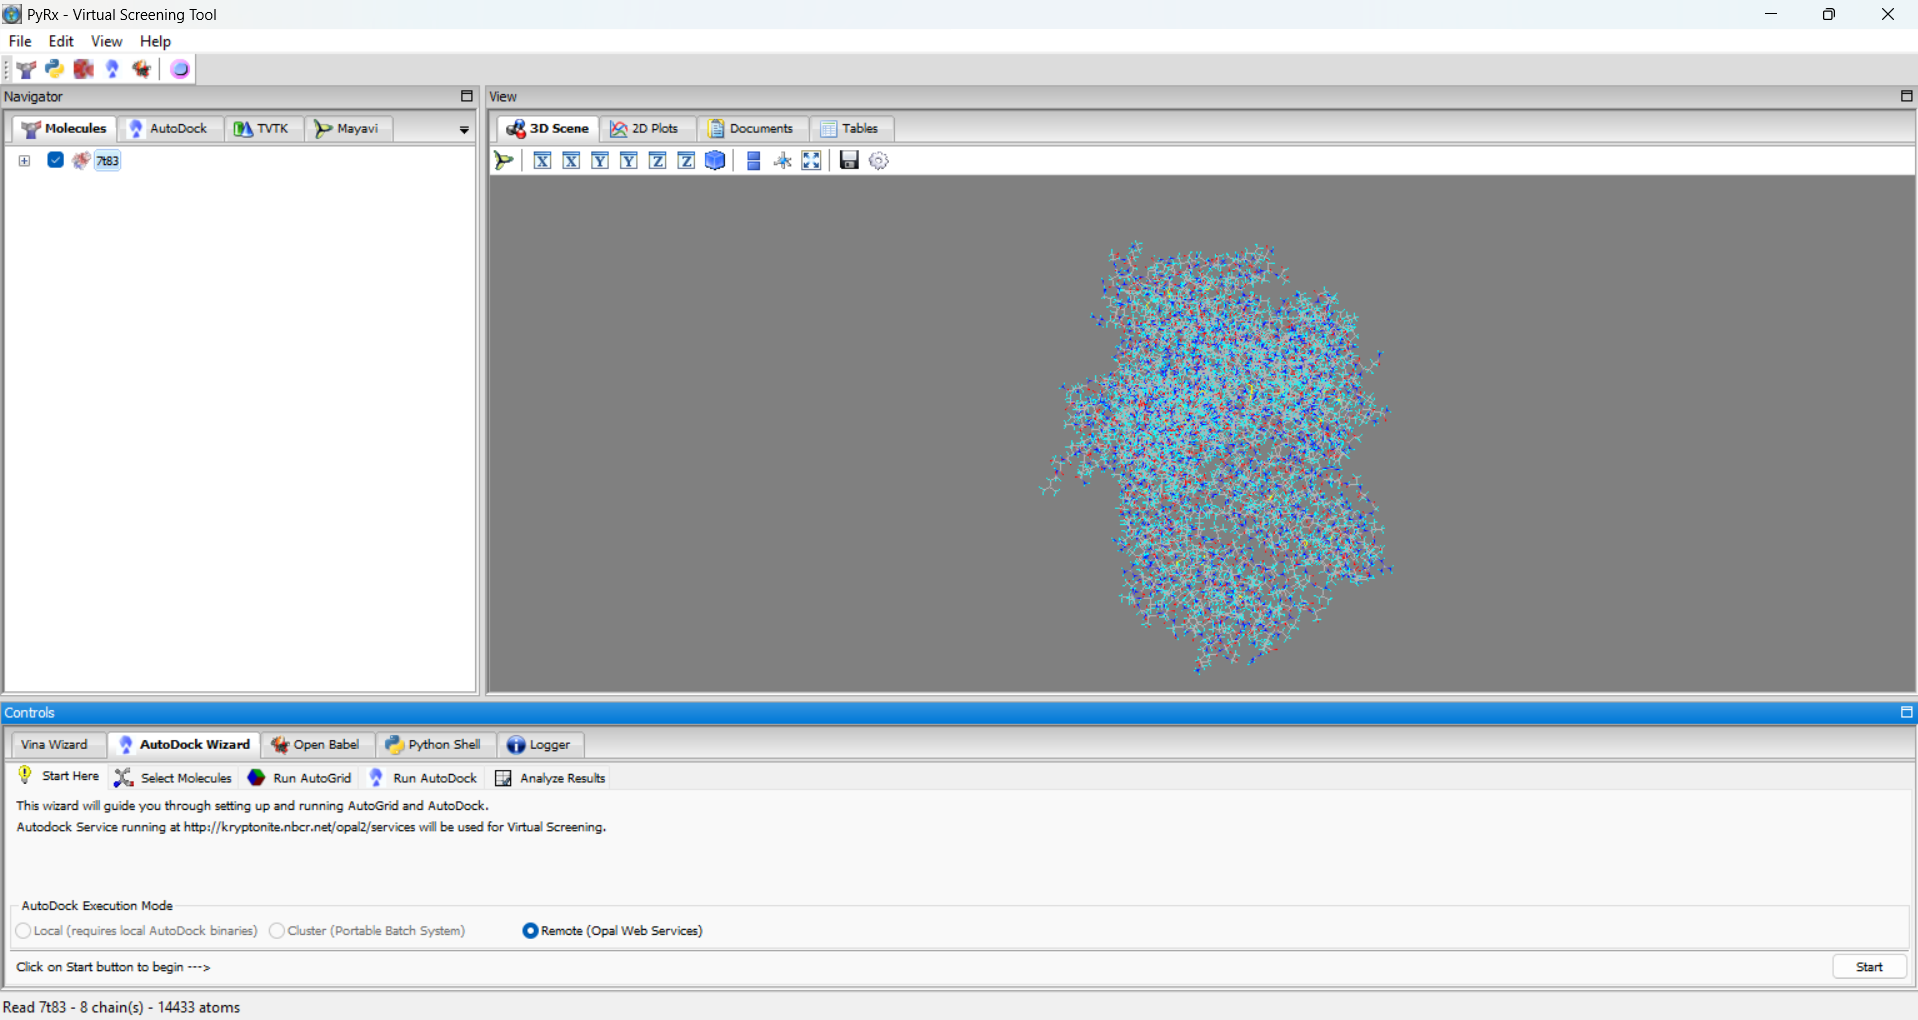 PyRx - Virtual Screening Tool
File Edit View Help
Navigator
View
Molecules AutoDock TVTK Mayavi
3D Scene 2D Plots Documents Tables
7t83
X X Y Y Z Z
Controls
Vina Wizard AutoDock Wizard Open Babel Python Shell Logger
Start Here Select Molecules Run AutoGrid Run AutoDock Analyze Results
This wizard will guide you through setting up and running AutoGrid and AutoDock.
Autodock Service running at http://kryptonite.nbcr.net/opal2/services will be used for Virtual Screening.
AutoDock Execution Mode
Local (requires local AutoDock binaries) Cluster (Portable Batch System) Remote (Opal Web Services)
Click on Start button to begin --->
Start
Read 7t83 - 8 chain(s) - 14433 atoms